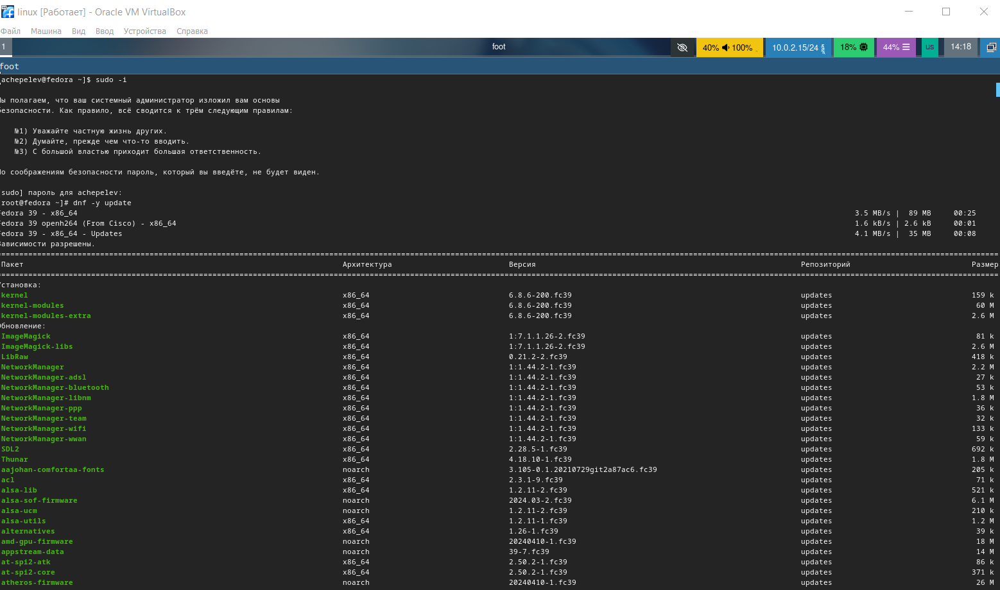 linux [Работает] - Oracle VM VirtualBox
Файл Машина Вид Ввод Устройства Справка
1 foot 40% 100% 10.0.2.15/24 18% 44% us 14:18
foot
achepelev@fedora ~]$ sudo -i
Мы полагаем, что ваш системный администратор изложил вам основы
безопасности. Как правило, всё сводится к трём следующим правилам:
№1) Уважайте частную жизнь других.
№2) Думайте, прежде чем что-то вводить.
№3) С большой властью приходит большая ответственность.
По соображениям безопасности пароль, который вы введёте, не будет виден.
sudo] пароль для achepelev:
root@fedora ~]# dnf -y update
Fedora 39 - x86_64 3.5 MB/s | 89 MB 00:25
Fedora 39 openh264 (From Cisco) - x86_64 1.6 kB/s | 2.6 kB 00:01
Fedora 39 - x86_64 - Updates 4.1 MB/s | 35 MB 00:08
Зависимости разрешены.
Пакет Архитектура Версия Репозиторий Размер
Установка:
kernel x86_64 6.8.6-200.fc39 updates 159 k
kernel-modules x86_64 6.8.6-200.fc39 updates 60 M
kernel-modules-extra x86_64 6.8.6-200.fc39 updates 2.6 M
Обновление:
ImageMagick x86_64 1:7.1.1.26-2.fc39 updates 81 k
ImageMagick-libs x86_64 1:7.1.1.26-2.fc39 updates 2.6 M
LibRaw x86_64 0.21.2-2.fc39 updates 418 k
NetworkManager x86_64 1:1.44.2-1.fc39 updates 2.2 M
NetworkManager-adsl x86_64 1:1.44.2-1.fc39 updates 27 k
NetworkManager-bluetooth x86_64 1:1.44.2-1.fc39 updates 53 k
NetworkManager-libnm x86_64 1:1.44.2-1.fc39 updates 1.8 M
NetworkManager-ppp x86_64 1:1.44.2-1.fc39 updates 36 k
NetworkManager-team x86_64 1:1.44.2-1.fc39 updates 32 k
NetworkManager-wifi x86_64 1:1.44.2-1.fc39 updates 133 k
NetworkManager-wwan x86_64 1:1.44.2-1.fc39 updates 59 k
SDL2 x86_64 2.28.5-1.fc39 updates 692 k
Thunar x86_64 4.18.10-1.fc39 updates 1.8 M
aajohan-comfortaa-fonts noarch 3.105-0.1.20210729git2a87ac6.fc39 updates 205 k
acl x86_64 2.3.1-9.fc39 updates 71 k
alsa-lib x86_64 1.2.11-2.fc39 updates 521 k
alsa-sof-firmware noarch 2024.03-2.fc39 updates 6.1 M
alsa-ucm noarch 1.2.11-2.fc39 updates 210 k
alsa-utils x86_64 1.2.11-1.fc39 updates 1.2 M
alternatives x86_64 1.26-1.fc39 updates 39 k
amd-gpu-firmware noarch 20240410-1.fc39 updates 18 M
appstream-data noarch 39-7.fc39 updates 14 M
at-spi2-atk x86_64 2.50.2-1.fc39 updates 86 k
at-spi2-core x86_64 2.50.2-1.fc39 updates 371 k
atheros-firmware noarch 20240410-1.fc39 updates 26 M